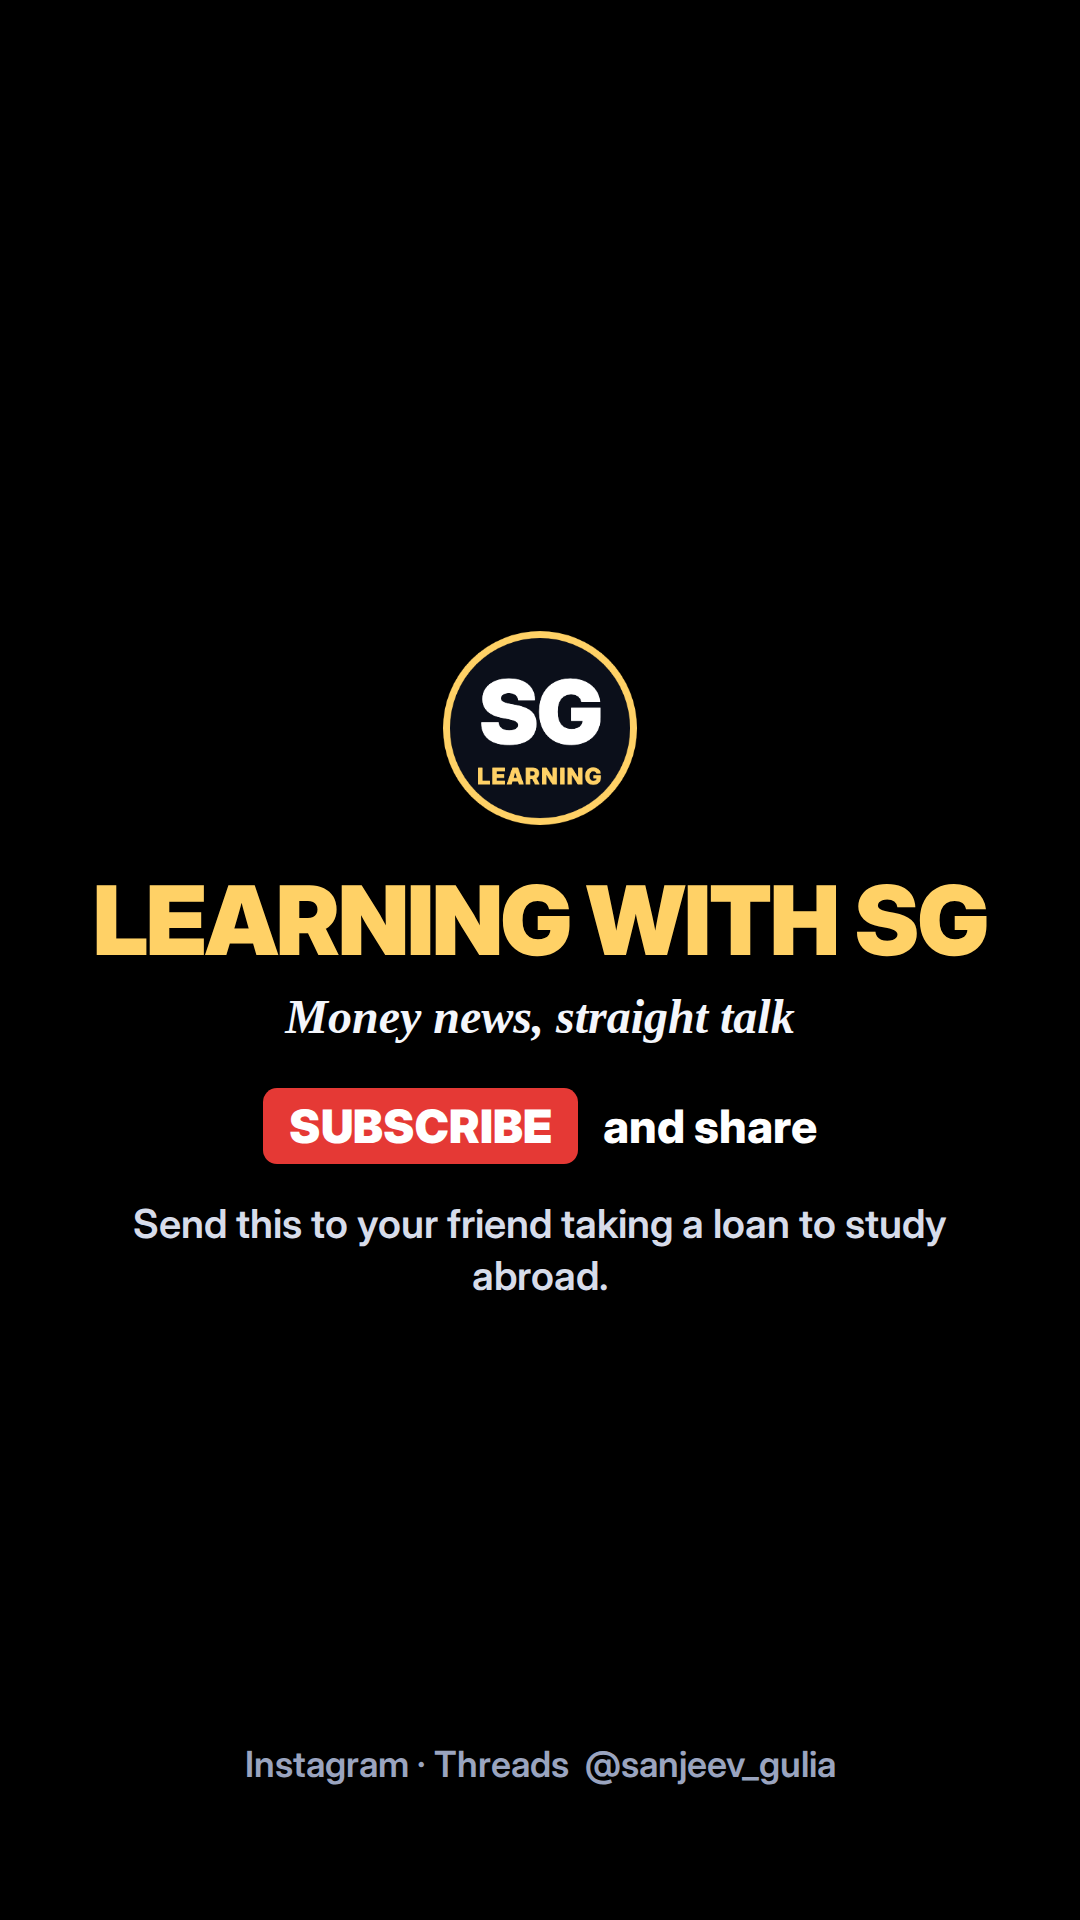 SG
LEARNING
LEARNING WITH SG
Money news, straight talk
SUBSCRIBE and share
Send this to your friend taking a loan to study
abroad.
Instagram · Threads @sanjeev_gulia